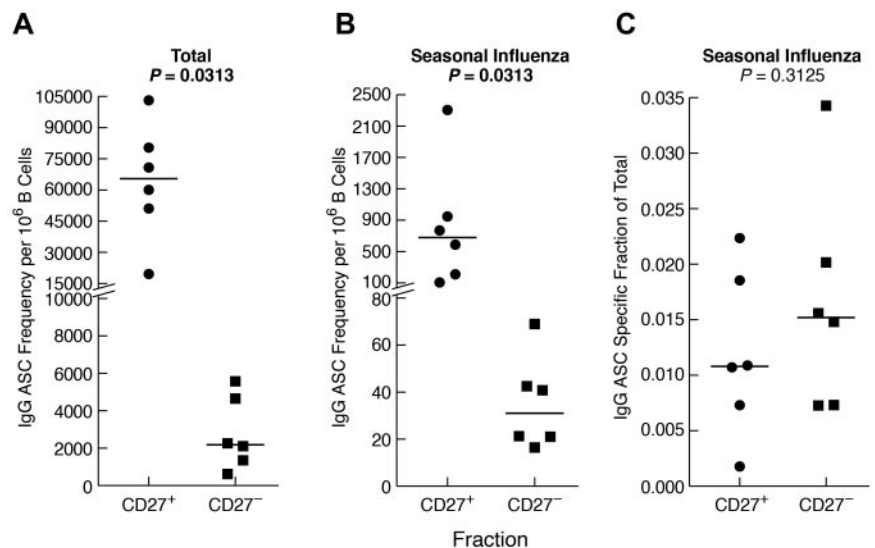 A
Total
P = 0.0313
IgG ASC Frequency per 10⁶ B Cells
105000
90000
75000
60000
45000
30000
15000
10000
8000
6000
4000
2000
0
CD27⁺
CD27⁻
B
Seasonal Influenza
P = 0.0313
IgG ASC Frequency per 10⁶ B Cells
2500
2100
1700
1300
900
500
100
80
60
40
20
0
CD27⁺
CD27⁻
C
Seasonal Influenza
P = 0.3125
IgG ASC Specific Fraction of Total
0.035
0.030
0.025
0.020
0.015
0.010
0.005
0.000
CD27⁺
CD27⁻
Fraction